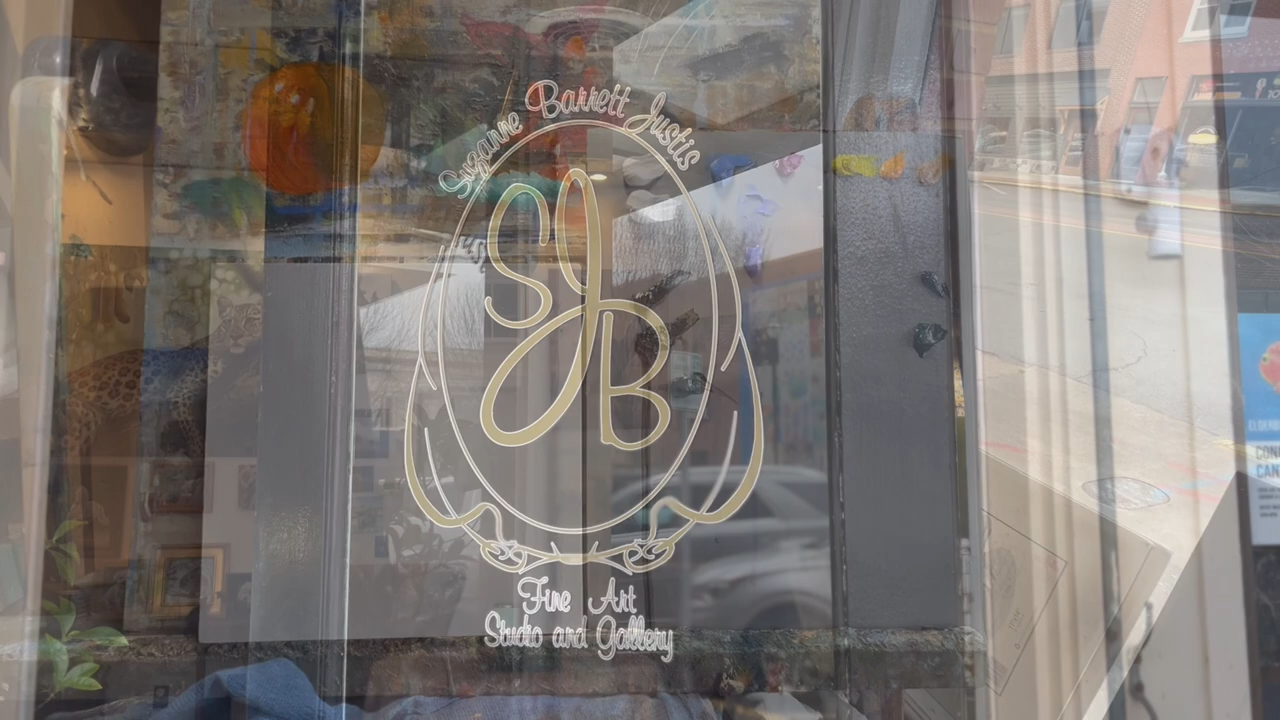 Suzanne Barrett Justis
SJB
Fine Art
Studio and Gallery